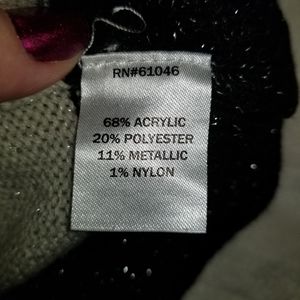 RN#61046
68% ACRYLIC
20% POLYESTER
11% METALLIC
1% NYLON